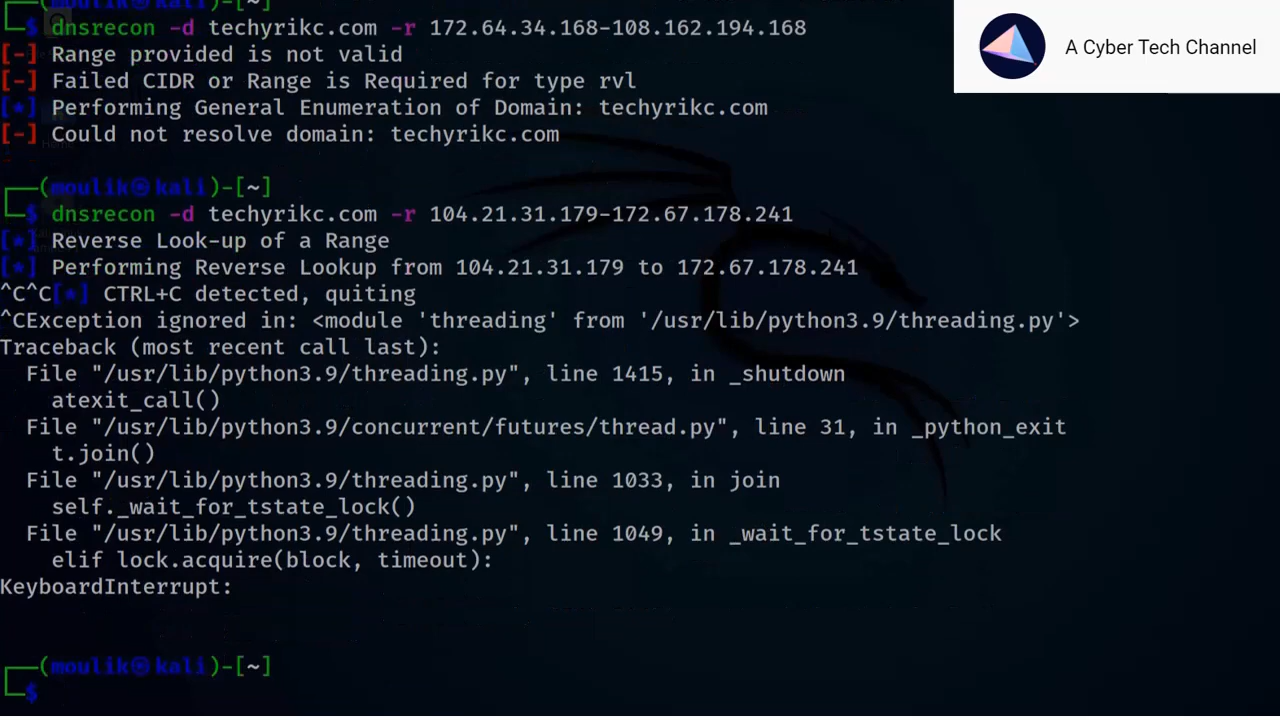 (moulik㉿kali)-[~]
$ dnsrecon -d techyrikc.com -r 172.64.34.168-108.162.194.168
[-] Range provided is not valid
[-] Failed CIDR or Range is Required for type rvl
[*] Performing General Enumeration of Domain: techyrikc.com
[-] Could not resolve domain: techyrikc.com
(moulik㉿kali)-[~]
$ dnsrecon -d techyrikc.com -r 104.21.31.179-172.67.178.241
[*] Reverse Look-up of a Range
[*] Performing Reverse Lookup from 104.21.31.179 to 172.67.178.241
^C^C[*] CTRL+C detected, quiting
^CException ignored in: <module 'threading' from '/usr/lib/python3.9/threading.py'>
Traceback (most recent call last):
File "/usr/lib/python3.9/threading.py", line 1415, in _shutdown
atexit_call()
File "/usr/lib/python3.9/concurrent/futures/thread.py", line 31, in _python_exit
t.join()
File "/usr/lib/python3.9/threading.py", line 1033, in join
self._wait_for_tstate_lock()
File "/usr/lib/python3.9/threading.py", line 1049, in _wait_for_tstate_lock
elif lock.acquire(block, timeout):
KeyboardInterrupt:
(moulik㉿kali)-[~]
$
A Cyber Tech Channel